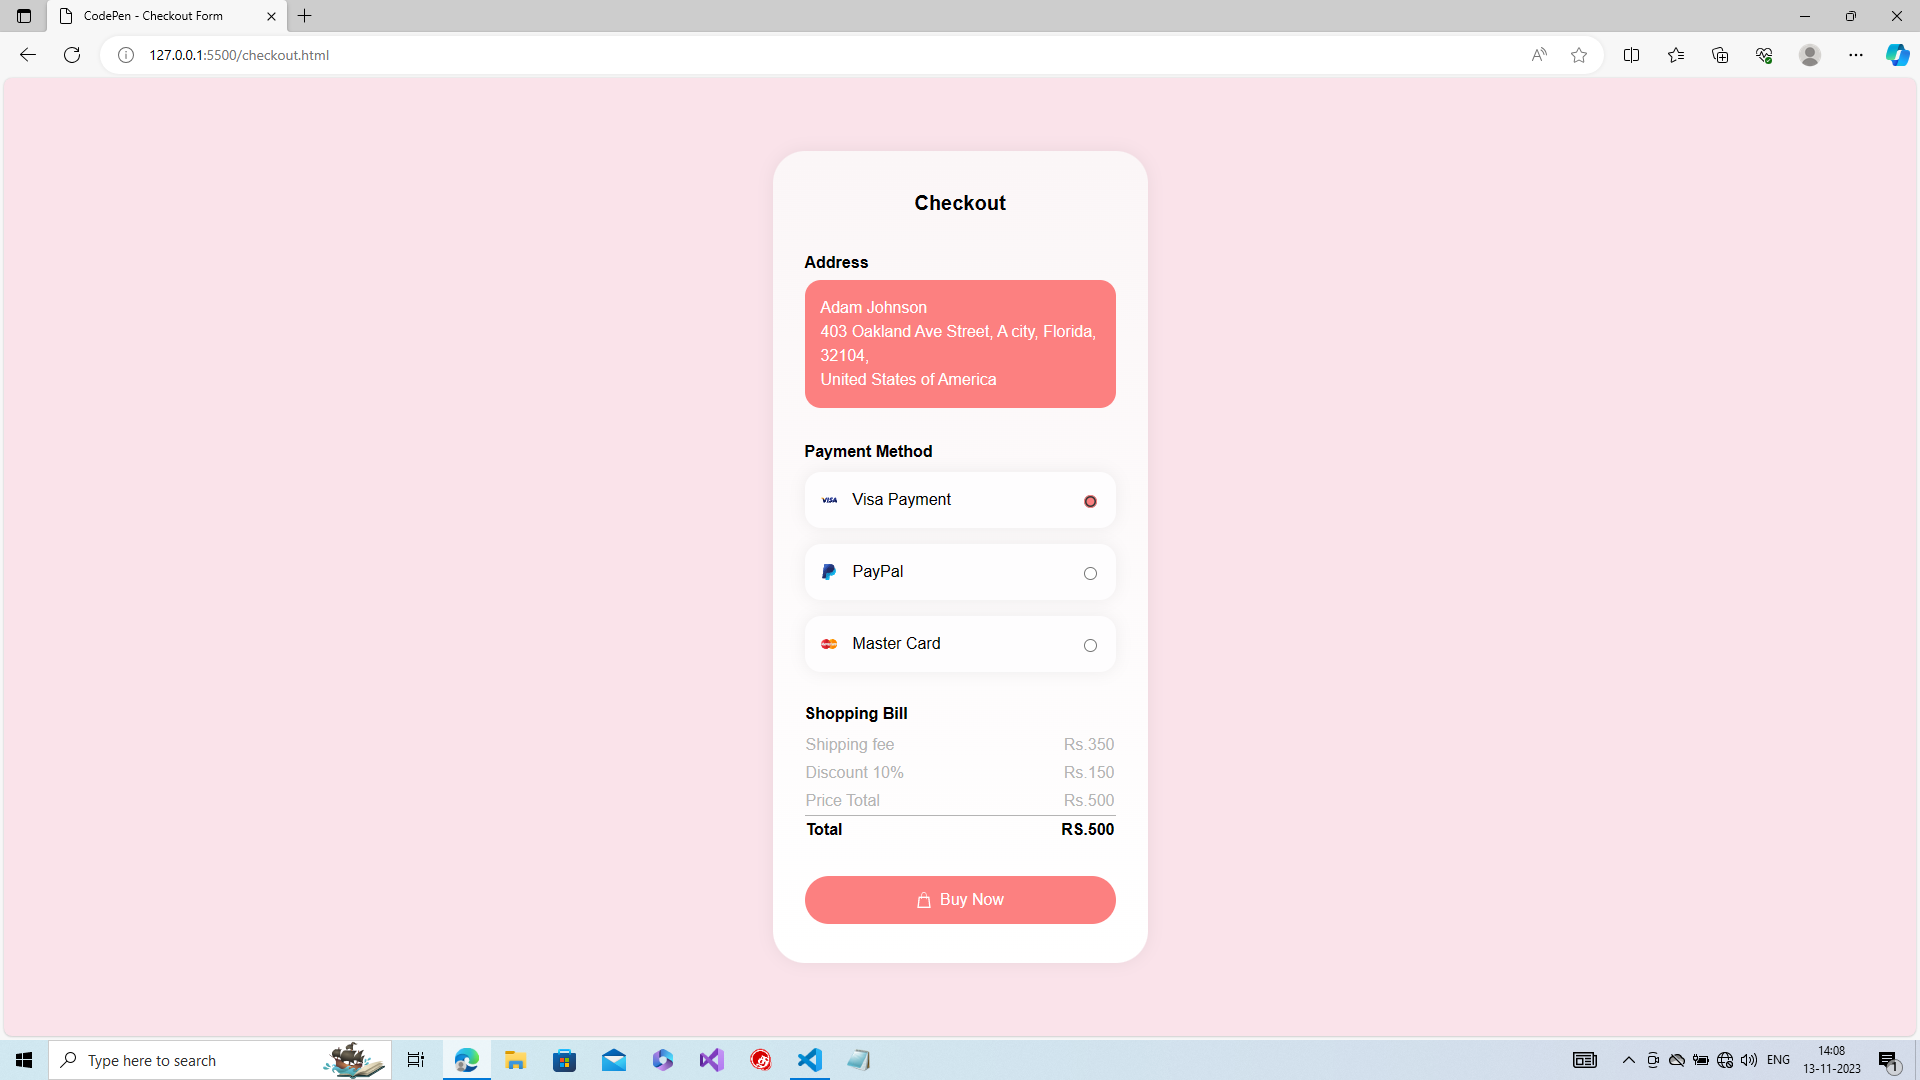 CodePen - Checkout Form
127.0.0.1:5500/checkout.html
Checkout
Address
Adam Johnson
403 Oakland Ave Street, A city, Florida,
32104,
United States of America
Payment Method
VISA Visa Payment
PayPal
Master Card
Shopping Bill
Shipping fee Rs.350
Discount 10% Rs.150
Price Total Rs.500
Total RS.500
Buy Now
Type here to search
ENG
14:08
13-11-2023
1